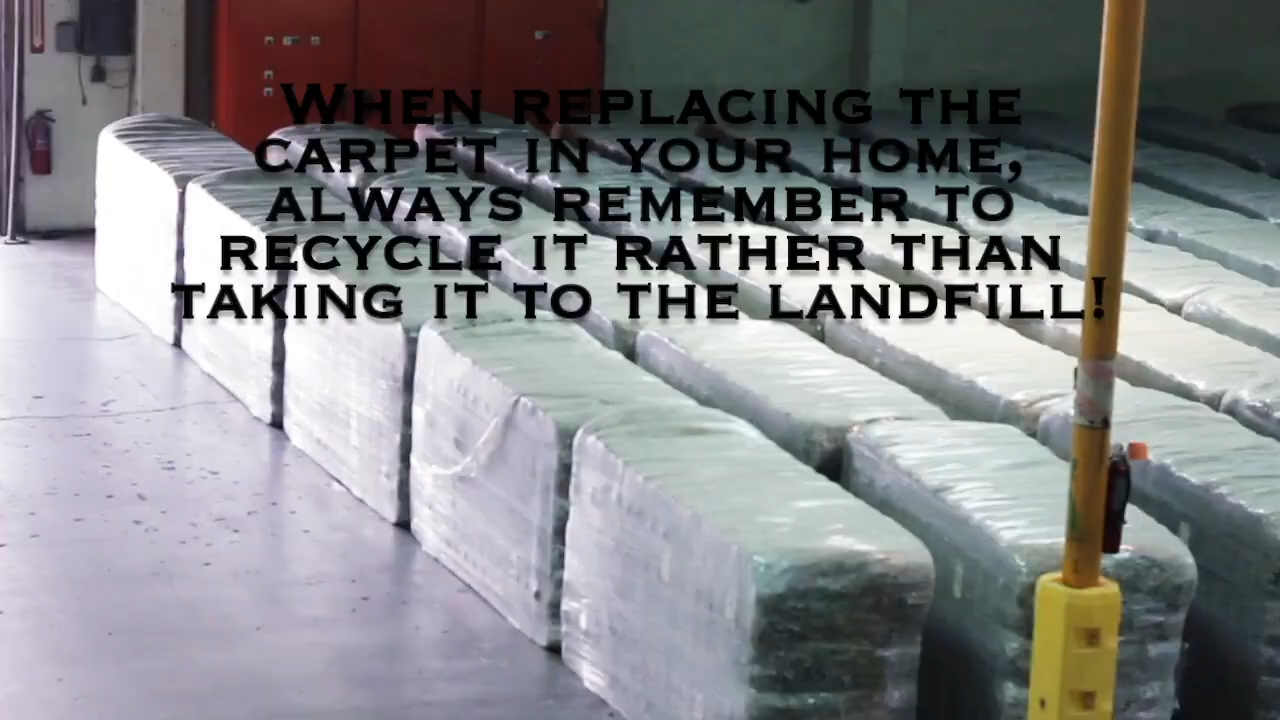 When replacing the
carpet in your home,
always remember to
recycle it rather than
taking it to the landfill!